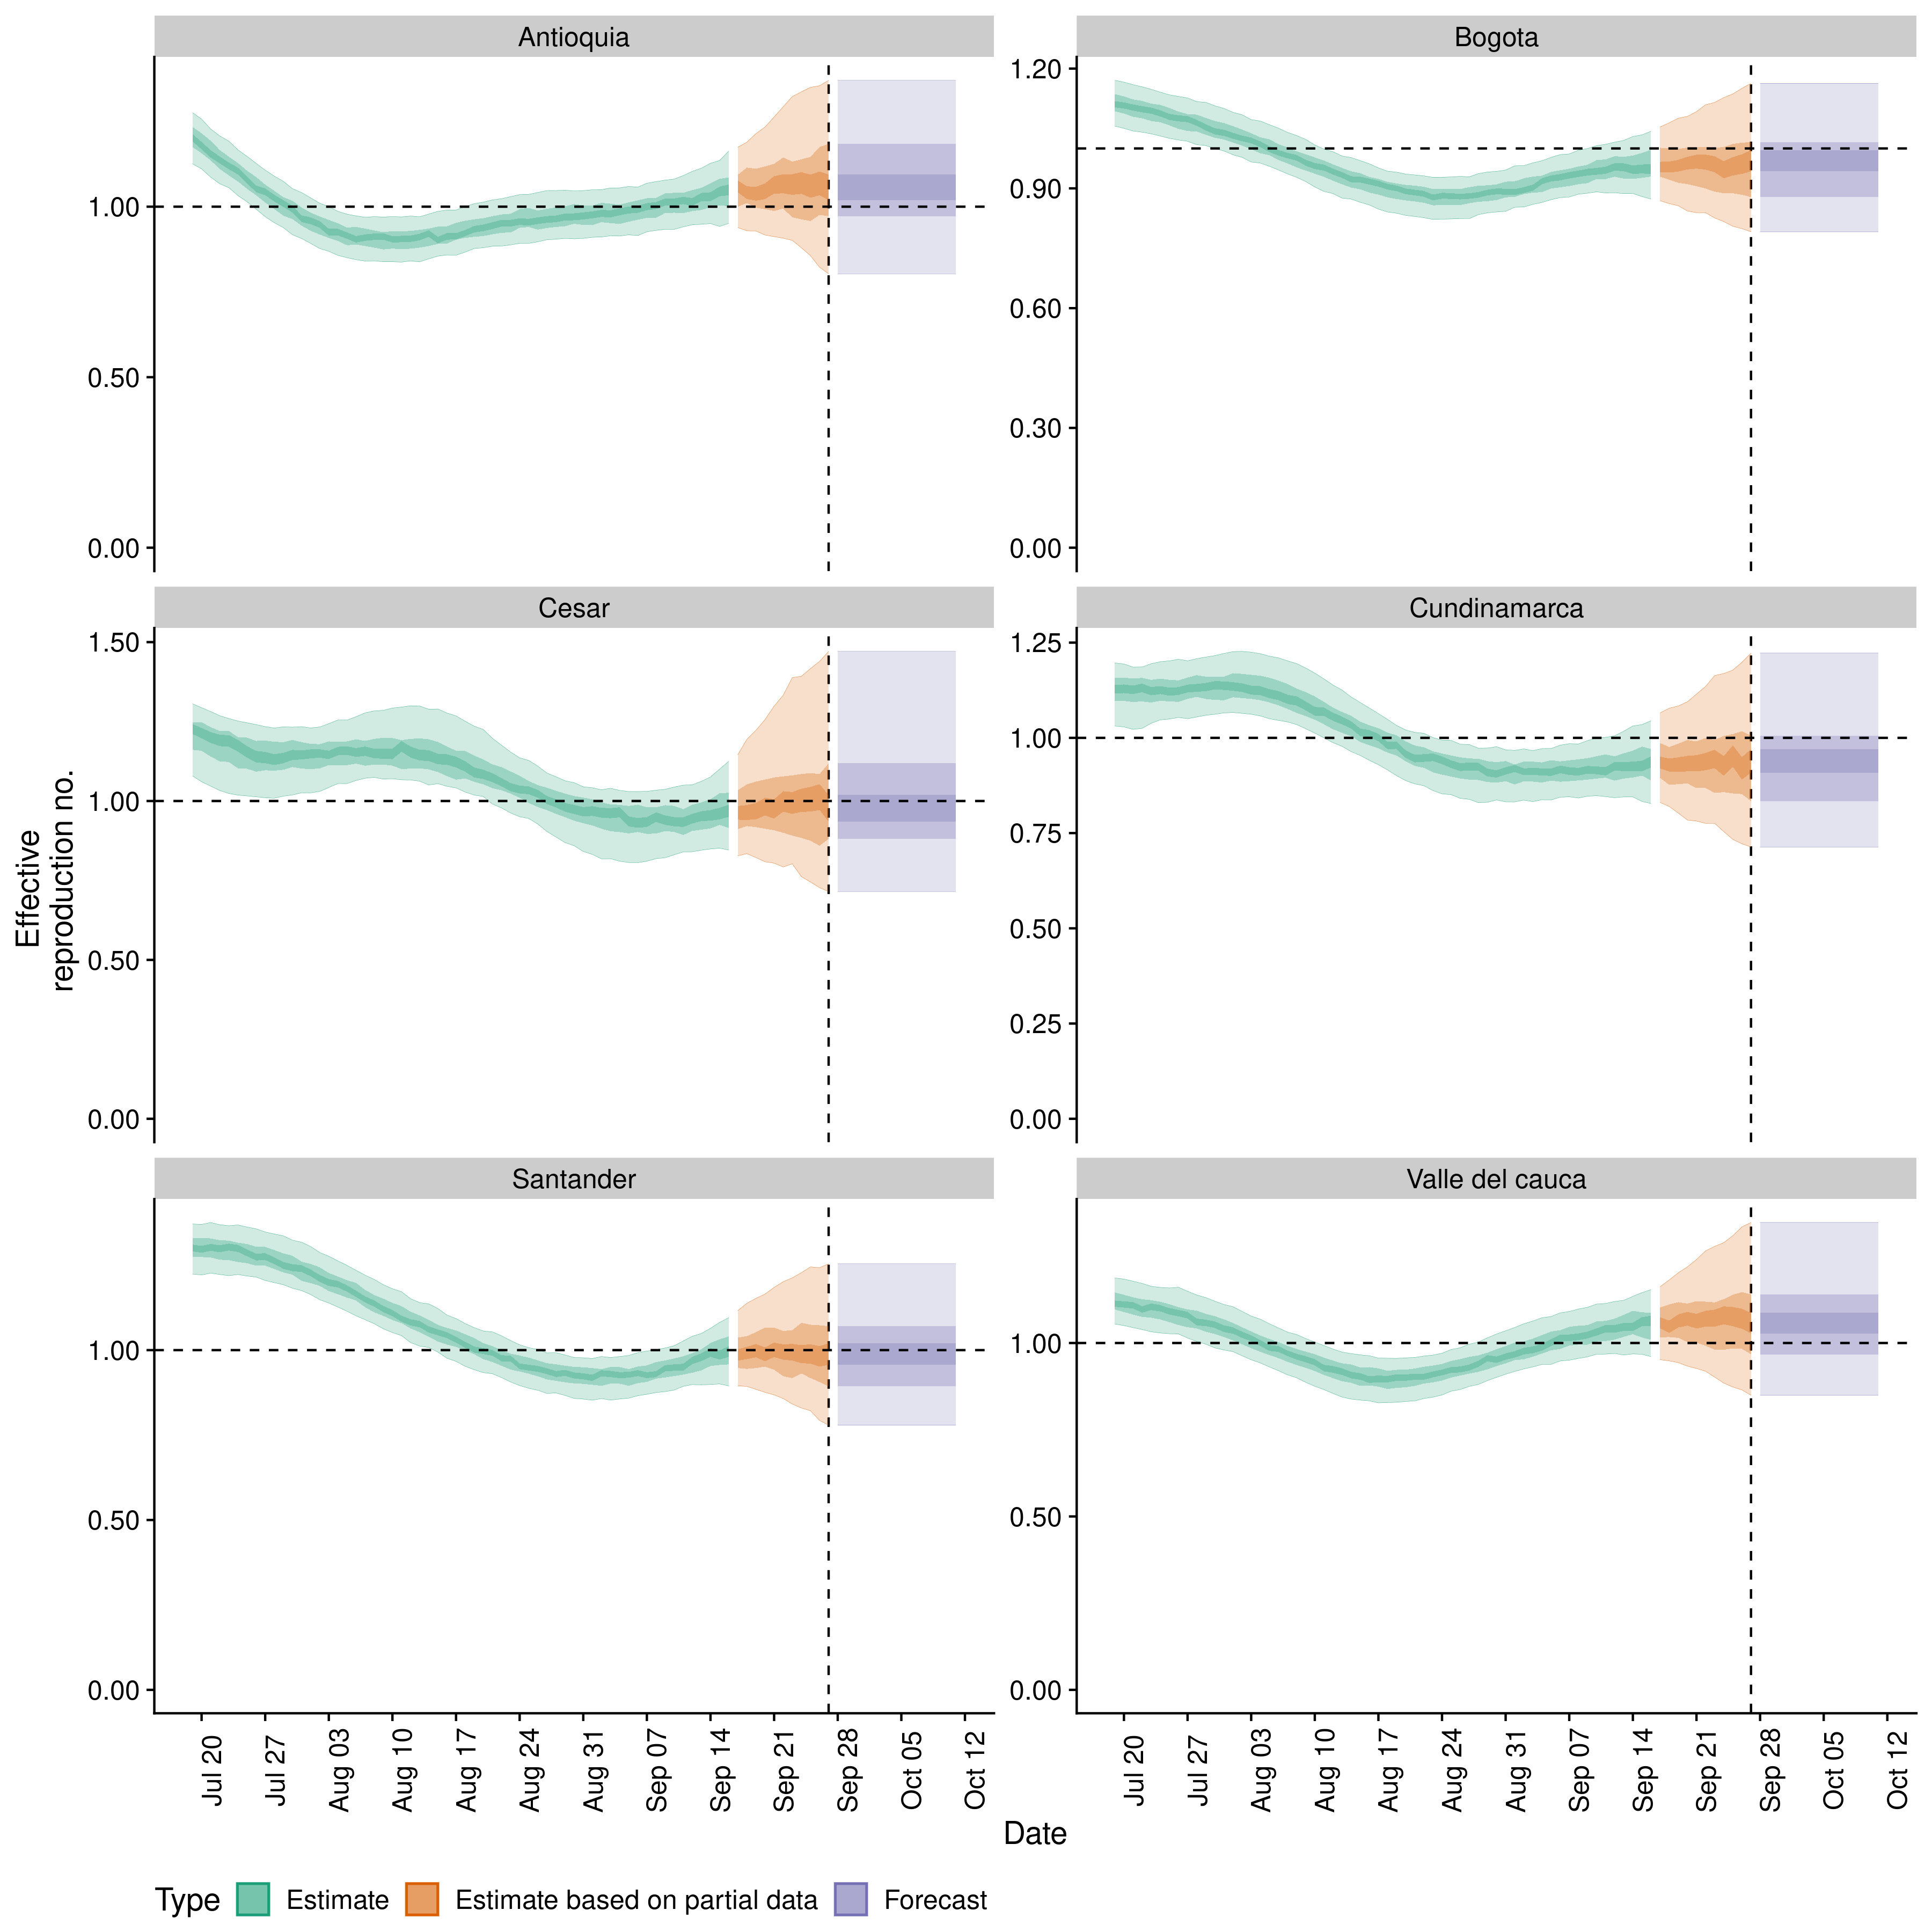 Antioquia
Bogota
1.00
0.50
0.00
1.20
0.90
0.60
0.30
0.00
Cesar
Cundinamarca
1.50
1.00
0.50
0.00
1.25
1.00
0.75
0.50
0.25
0.00
Effective
reproduction no.
Santander
Valle del cauca
1.00
0.50
0.00
1.00
0.50
0.00
Jul 20
Jul 27
Aug 03
Aug 10
Aug 17
Aug 24
Aug 31
Sep 07
Sep 14
Sep 21
Sep 28
Oct 05
Oct 12
Jul 20
Jul 27
Aug 03
Aug 10
Aug 17
Aug 24
Aug 31
Sep 07
Sep 14
Sep 21
Sep 28
Oct 05
Oct 12
Date
Type Estimate Estimate based on partial data Forecast